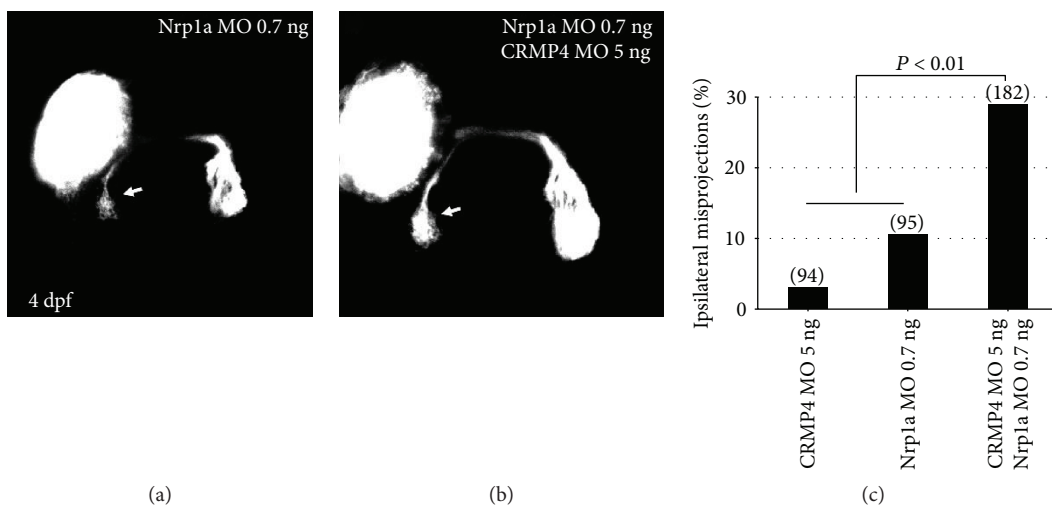 Nrp1a MO 0.7 ng
4 dpf
(a)
Nrp1a MO 0.7 ng
CRMP4 MO 5 ng
(b)
Ipsilateral misprojections (%)
P < 0.01
30
20
10
0
(94)
(95)
(182)
CRMP4 MO 5 ng
Nrp1a MO 0.7 ng
CRMP4 MO 5 ng
Nrp1a MO 0.7 ng
(c)